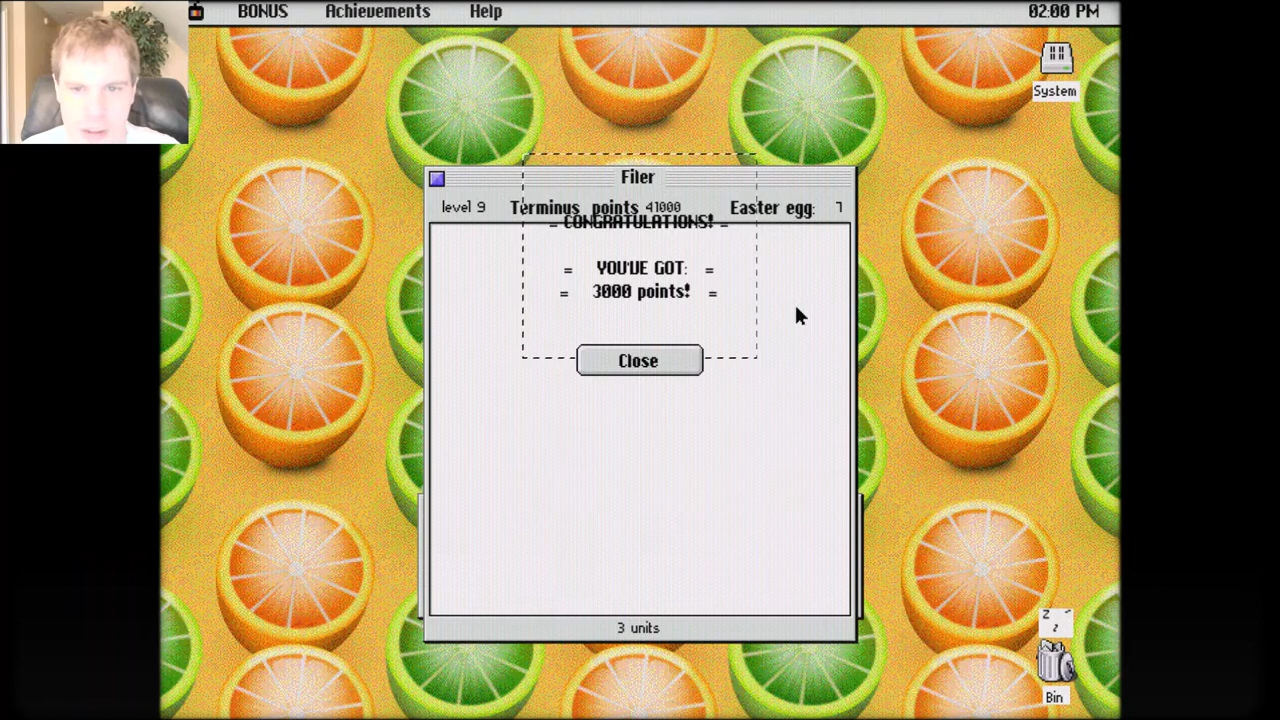 BONUS Achievements Help 02:00 PM
System
Filer
level 9 Terminus points 41000 Easter egg: 7
= CONGRATULATIONS! =
= YOU'VE GOT: =
= 3000 points! =
Close
3 units
Z
z
Bin